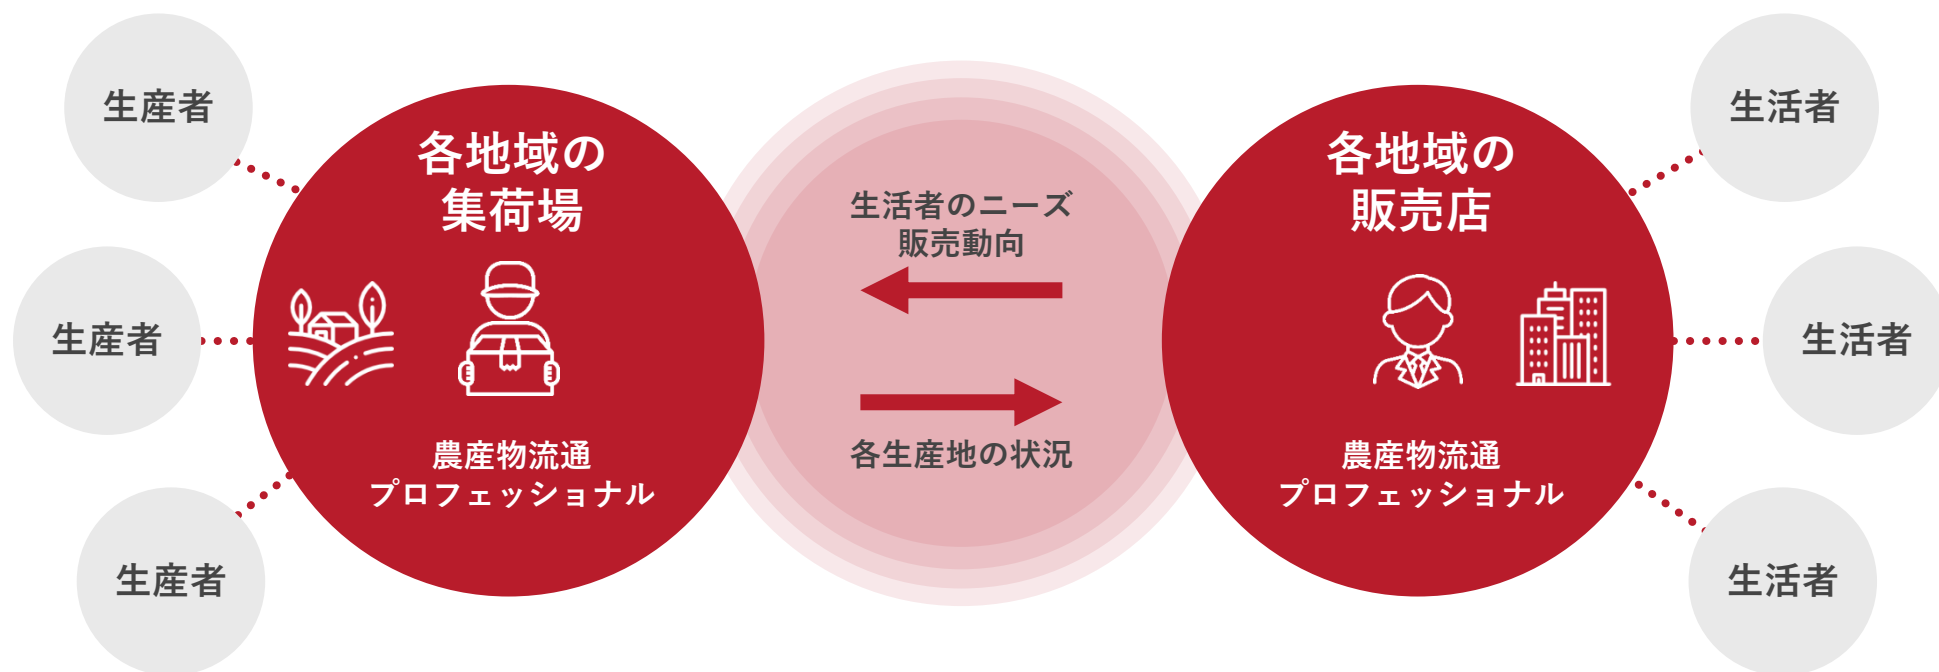 生産者
生産者
生産者
各地域の
集荷場
農産物流通
プロフェッショナル
生活者のニーズ
販売動向
各生産地の状況
各地域の
販売店
農産物流通
プロフェッショナル
生活者
生活者
生活者